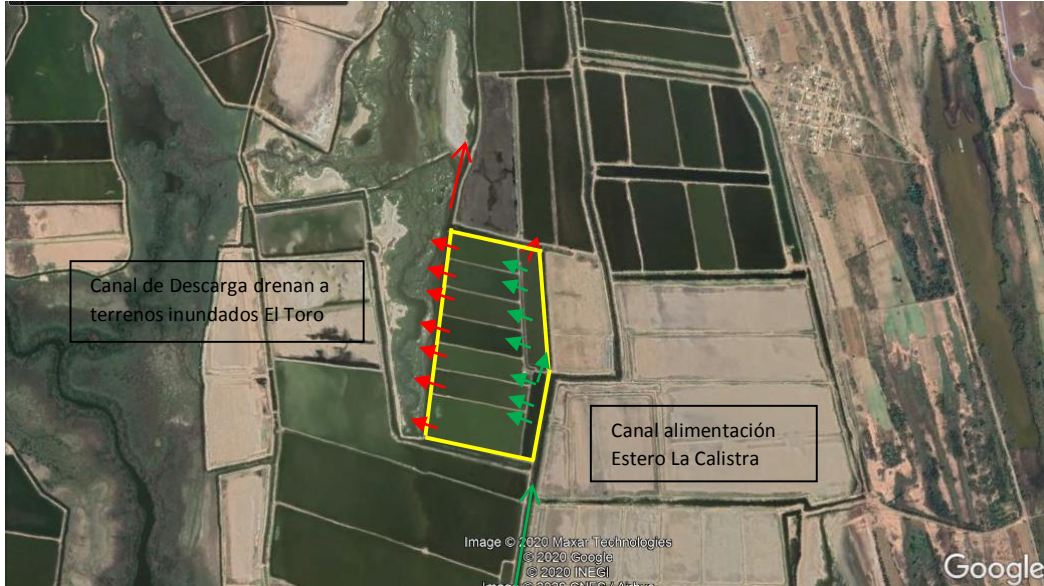 Canal de Descarga drenan a
terrenos inundados El Toro
Canal alimentación
Estero La Calistra
Image © 2020 Maxar Technologies
© 2020 Google
© 2020 INEGI
Google